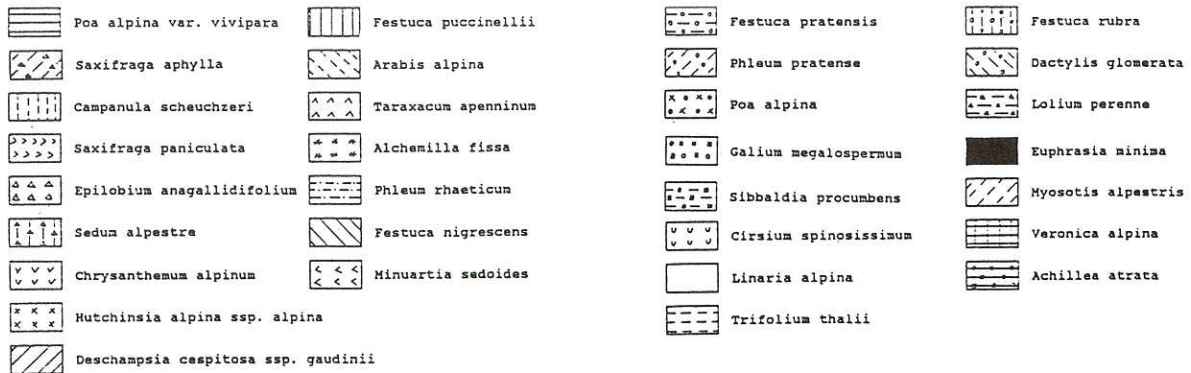 Poa alpina var. vivipara
Saxifraga aphylla
Campanula scheuchzeri
Saxifraga paniculata
Epilobium anagallidifolium
Sedum alpestre
Chrysanthemum alpinum
Hutchinsia alpina ssp. alpina
Deschampsia cespitosa ssp. gaudinii
Festuca puccinellii
Arabis alpina
Taraxacum apenninum
Alchemilla fissa
Phleum rhaeticum
Festuca nigrescens
Minuartia sedoides
Festuca pratensis
Phleum pratense
Poa alpina
Galium megalospermum
Sibbaldia procumbens
Cirsium spinosissimum
Linaria alpina
Trifolium thalii
Festuca rubra
Dactylis glomerata
Lolium perenne
Euphrasia minima
Myosotis alpestris
Veronica alpina
Achillea atrata